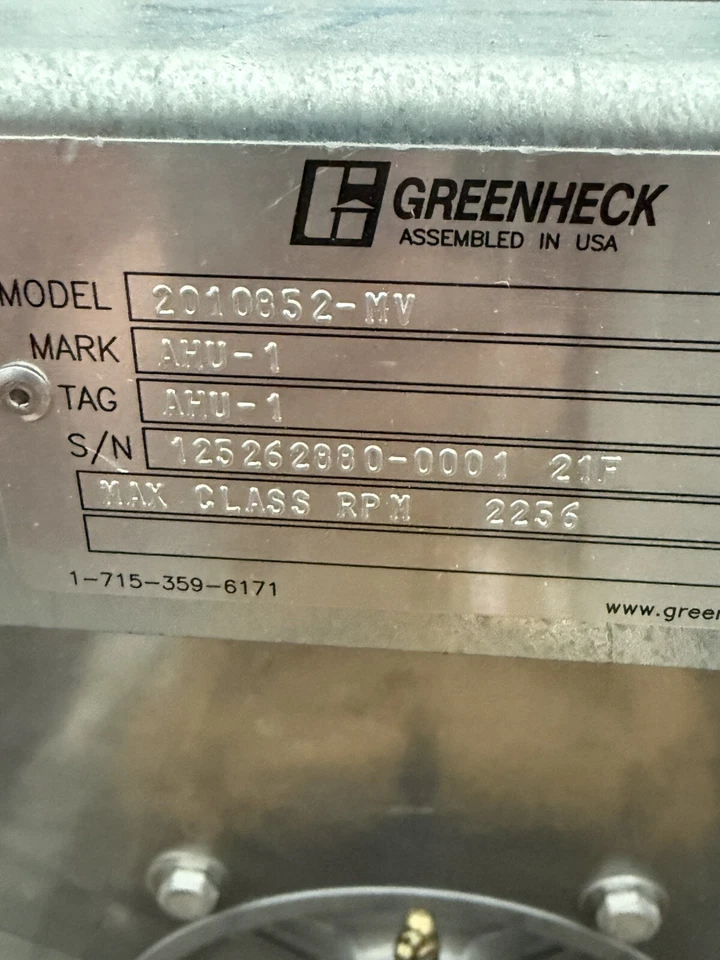 GREENHECK
ASSEMBLED IN USA
MODEL 2010852-MV
MARK AHU-1
TAG AHU-1
S/N 125262880-0001 21F
MAX CLASS RPM 2256
1-715-359-6171
www.green